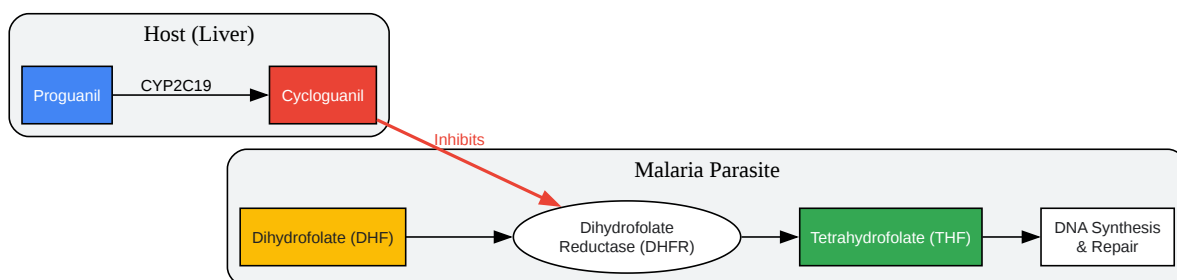 Host (Liver)
Proguanil
CYP2C19
Cycloguanil
Inhibits
Malaria Parasite
Dihydrofolate (DHF)
Dihydrofolate
Reductase (DHFR)
Tetrahydrofolate (THF)
DNA Synthesis
& Repair